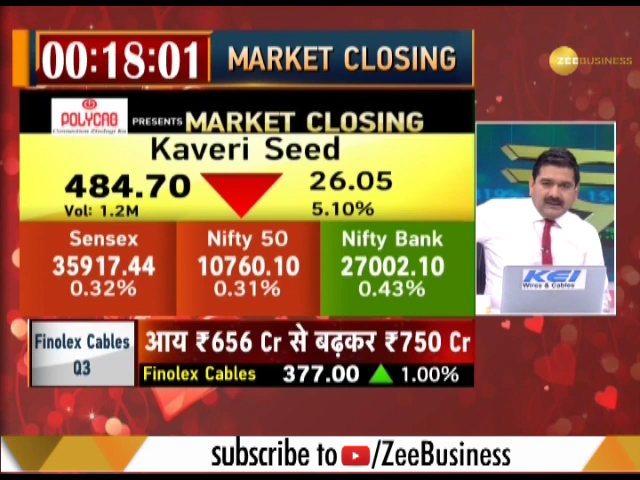 00:18:01
MARKET CLOSING
ZEEBUSINESS
POLYCAB
PRESENTS
MARKET CLOSING
Kaveri Seed
484.70
26.05
Vol: 1.2M
5.10%
Sensex
Nifty 50
Nifty Bank
35917.44
10760.10
27002.10
0.32%
0.31%
0.43%
KEI
Wires & Cables
Finolex Cables
Q3
आय ₹656 Cr से बढ़कर ₹750 Cr
Finolex Cables 377.00 1.00%
subscribe to /ZeeBusiness